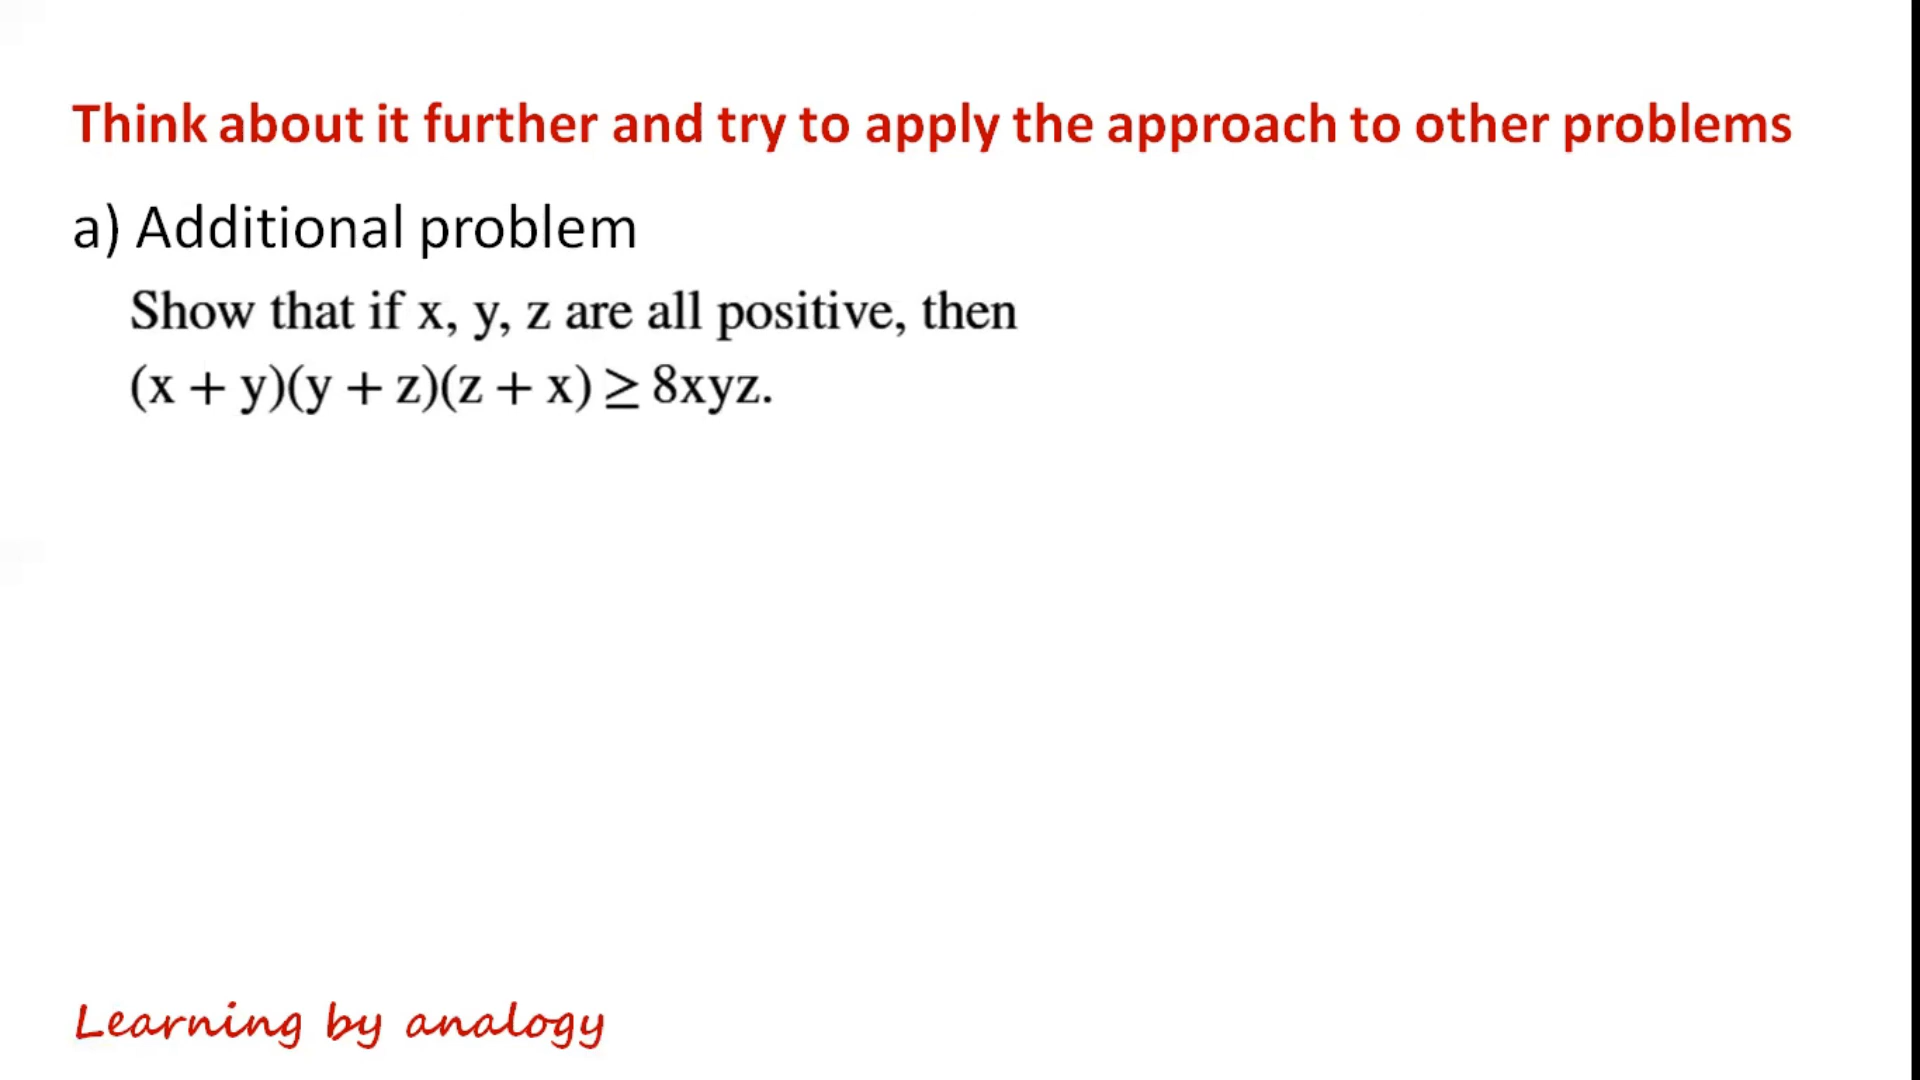 Think about it further and try to apply the approach to other problems
a) Additional problem
Show that if x, y, z are all positive, then
(x + y)(y + z)(z + x) ≥ 8xyz.
Learning by analogy